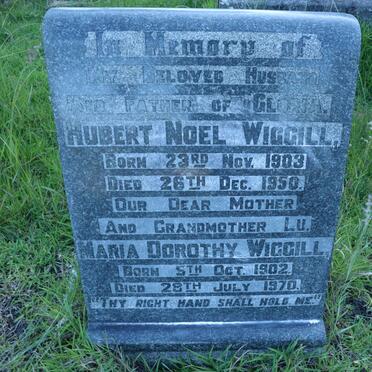 In Memory of
My Beloved Husband
And Father of Gloria,
Hubert Noel Wiggill,
Born 23rd Nov. 1903
Died 26th Dec. 1950.
Our Dear Mother
And Grandmother Lu
Maria Dorothy Wiggill
Born 5th Oct. 1902.
Died 28th July 1970.
"Thy right hand shall hold me."